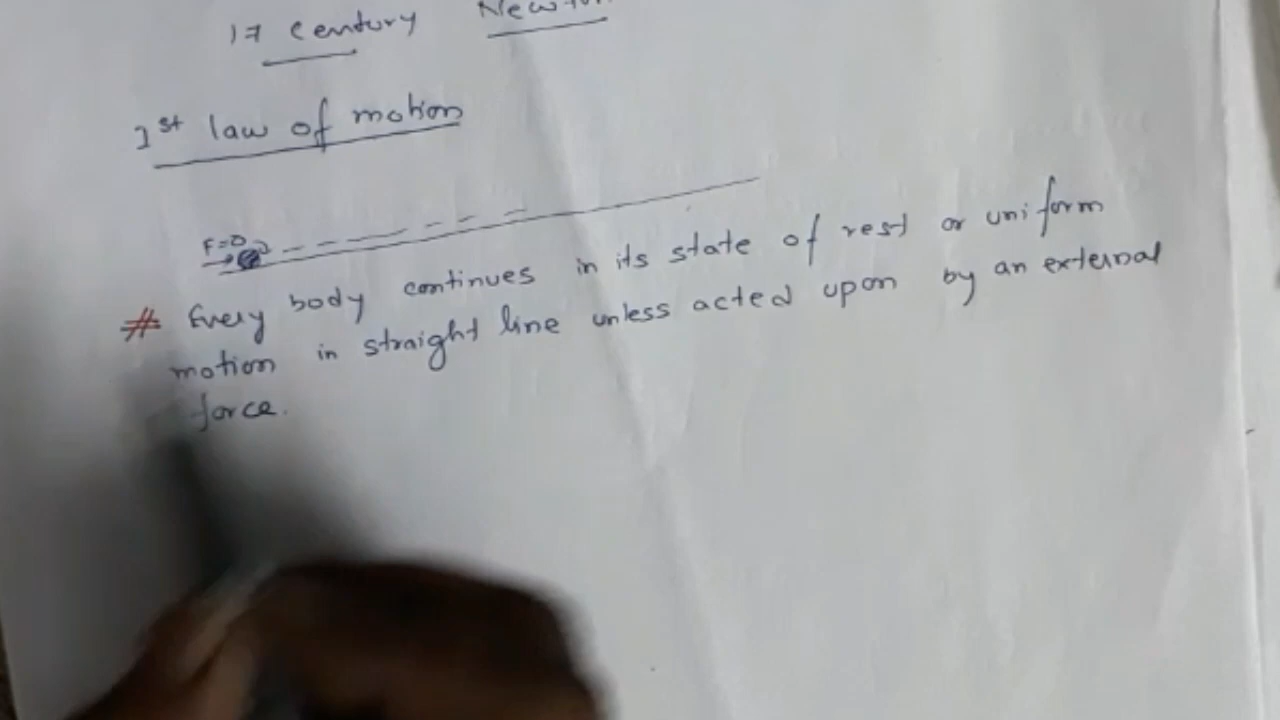 17 Century Newton
1st law of motion
F=0
# Every body continues in its state of rest or uniform
motion in straight line unless acted upon by an external
force.